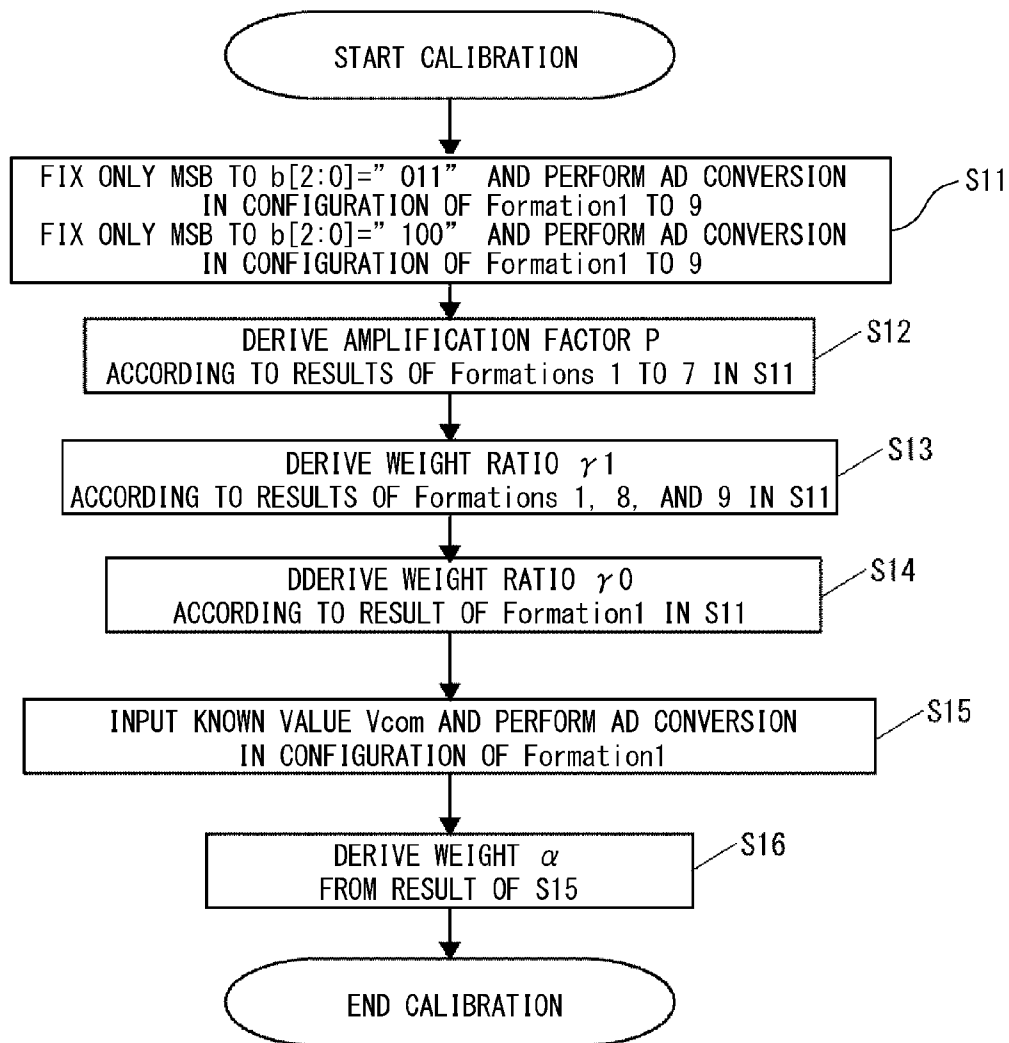 START CALIBRATION
FIX ONLY MSB TO b[2:0]=” 011” AND PERFORM AD CONVERSION
IN CONFIGURATION OF Formation1 TO 9
FIX ONLY MSB TO b[2:0]=” 100” AND PERFORM AD CONVERSION
IN CONFIGURATION OF Formation1 TO 9
S11
DERIVE AMPLIFICATION FACTOR P
ACCORDING TO RESULTS OF Formations 1 TO 7 IN S11
S12
DERIVE WEIGHT RATIO γ1
ACCORDING TO RESULTS OF Formations 1, 8, AND 9 IN S11
S13
DDERIVE WEIGHT RATIO γ0
ACCORDING TO RESULT OF Formation1 IN S11
S14
INPUT KNOWN VALUE Vcom AND PERFORM AD CONVERSION
IN CONFIGURATION OF Formation1
S15
DERIVE WEIGHT α
FROM RESULT OF S15
S16
END CALIBRATION